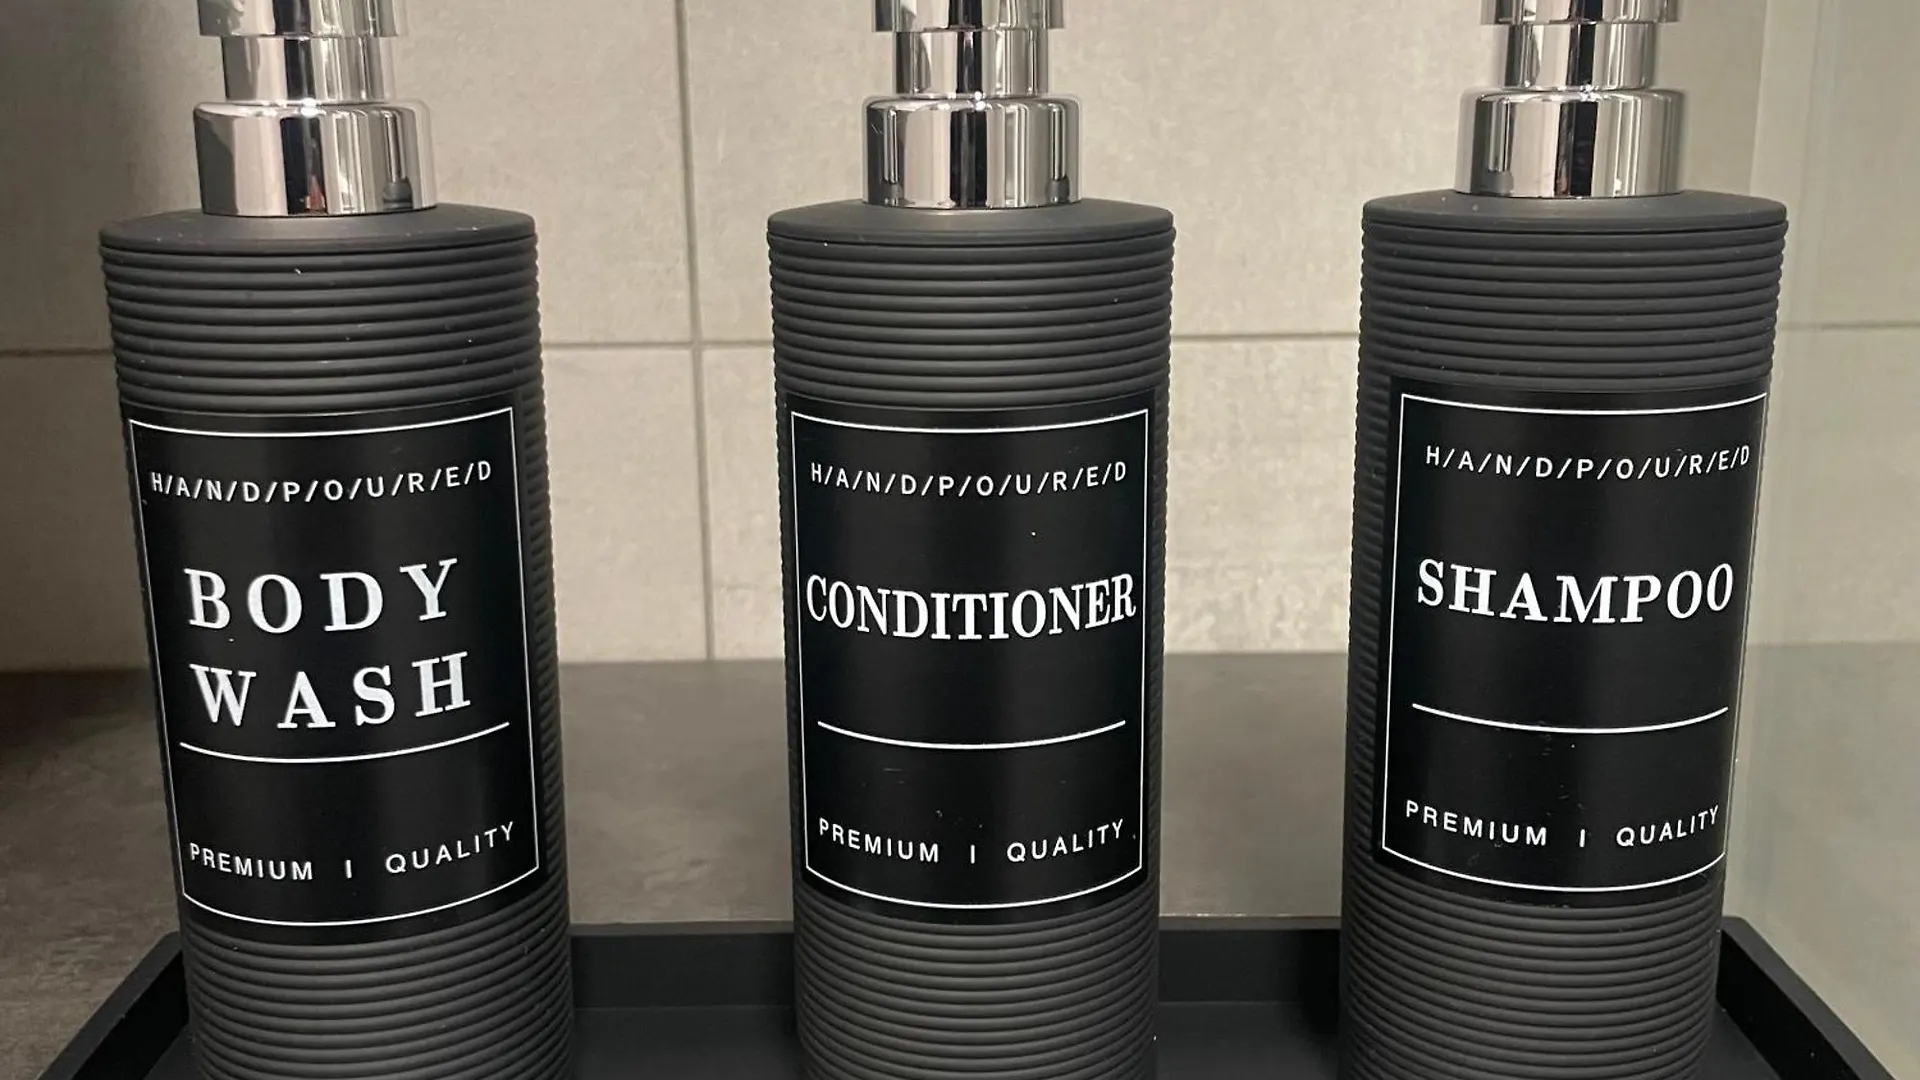 H/A/N/D/P/O/U/R/E/D
BODY
WASH
PREMIUM | QUALITY
H/A/N/D/P/O/U/R/E/D
CONDITIONER
PREMIUM | QUALITY
H/A/N/D/P/O/U/R/E/D
SHAMPOO
PREMIUM | QUALITY